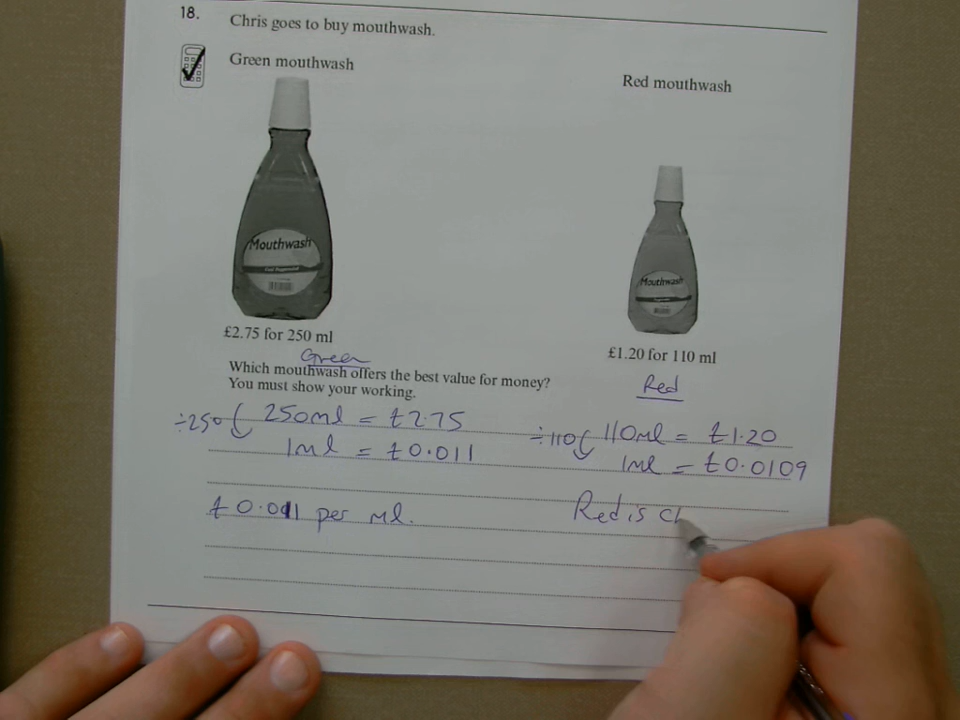 18.
Chris goes to buy mouthwash.
Green mouthwash
Red mouthwash
Mouthwash
Mouthwash
£2.75 for 250 ml
£1.20 for 110 ml
Green
Which mouthwash offers the best value for money?
You must show your working.
Red
÷250 250ml = £2.75
1ml = £0.011
÷110 110ml = £1.20
1ml = £0.0109
£0.011 per ml.
Red is ch